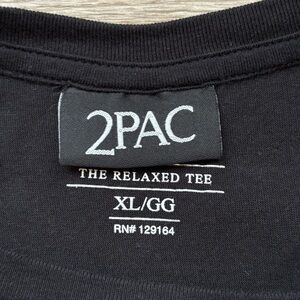 2PAC
THE RELAXED TEE
XL/GG
RN# 129164